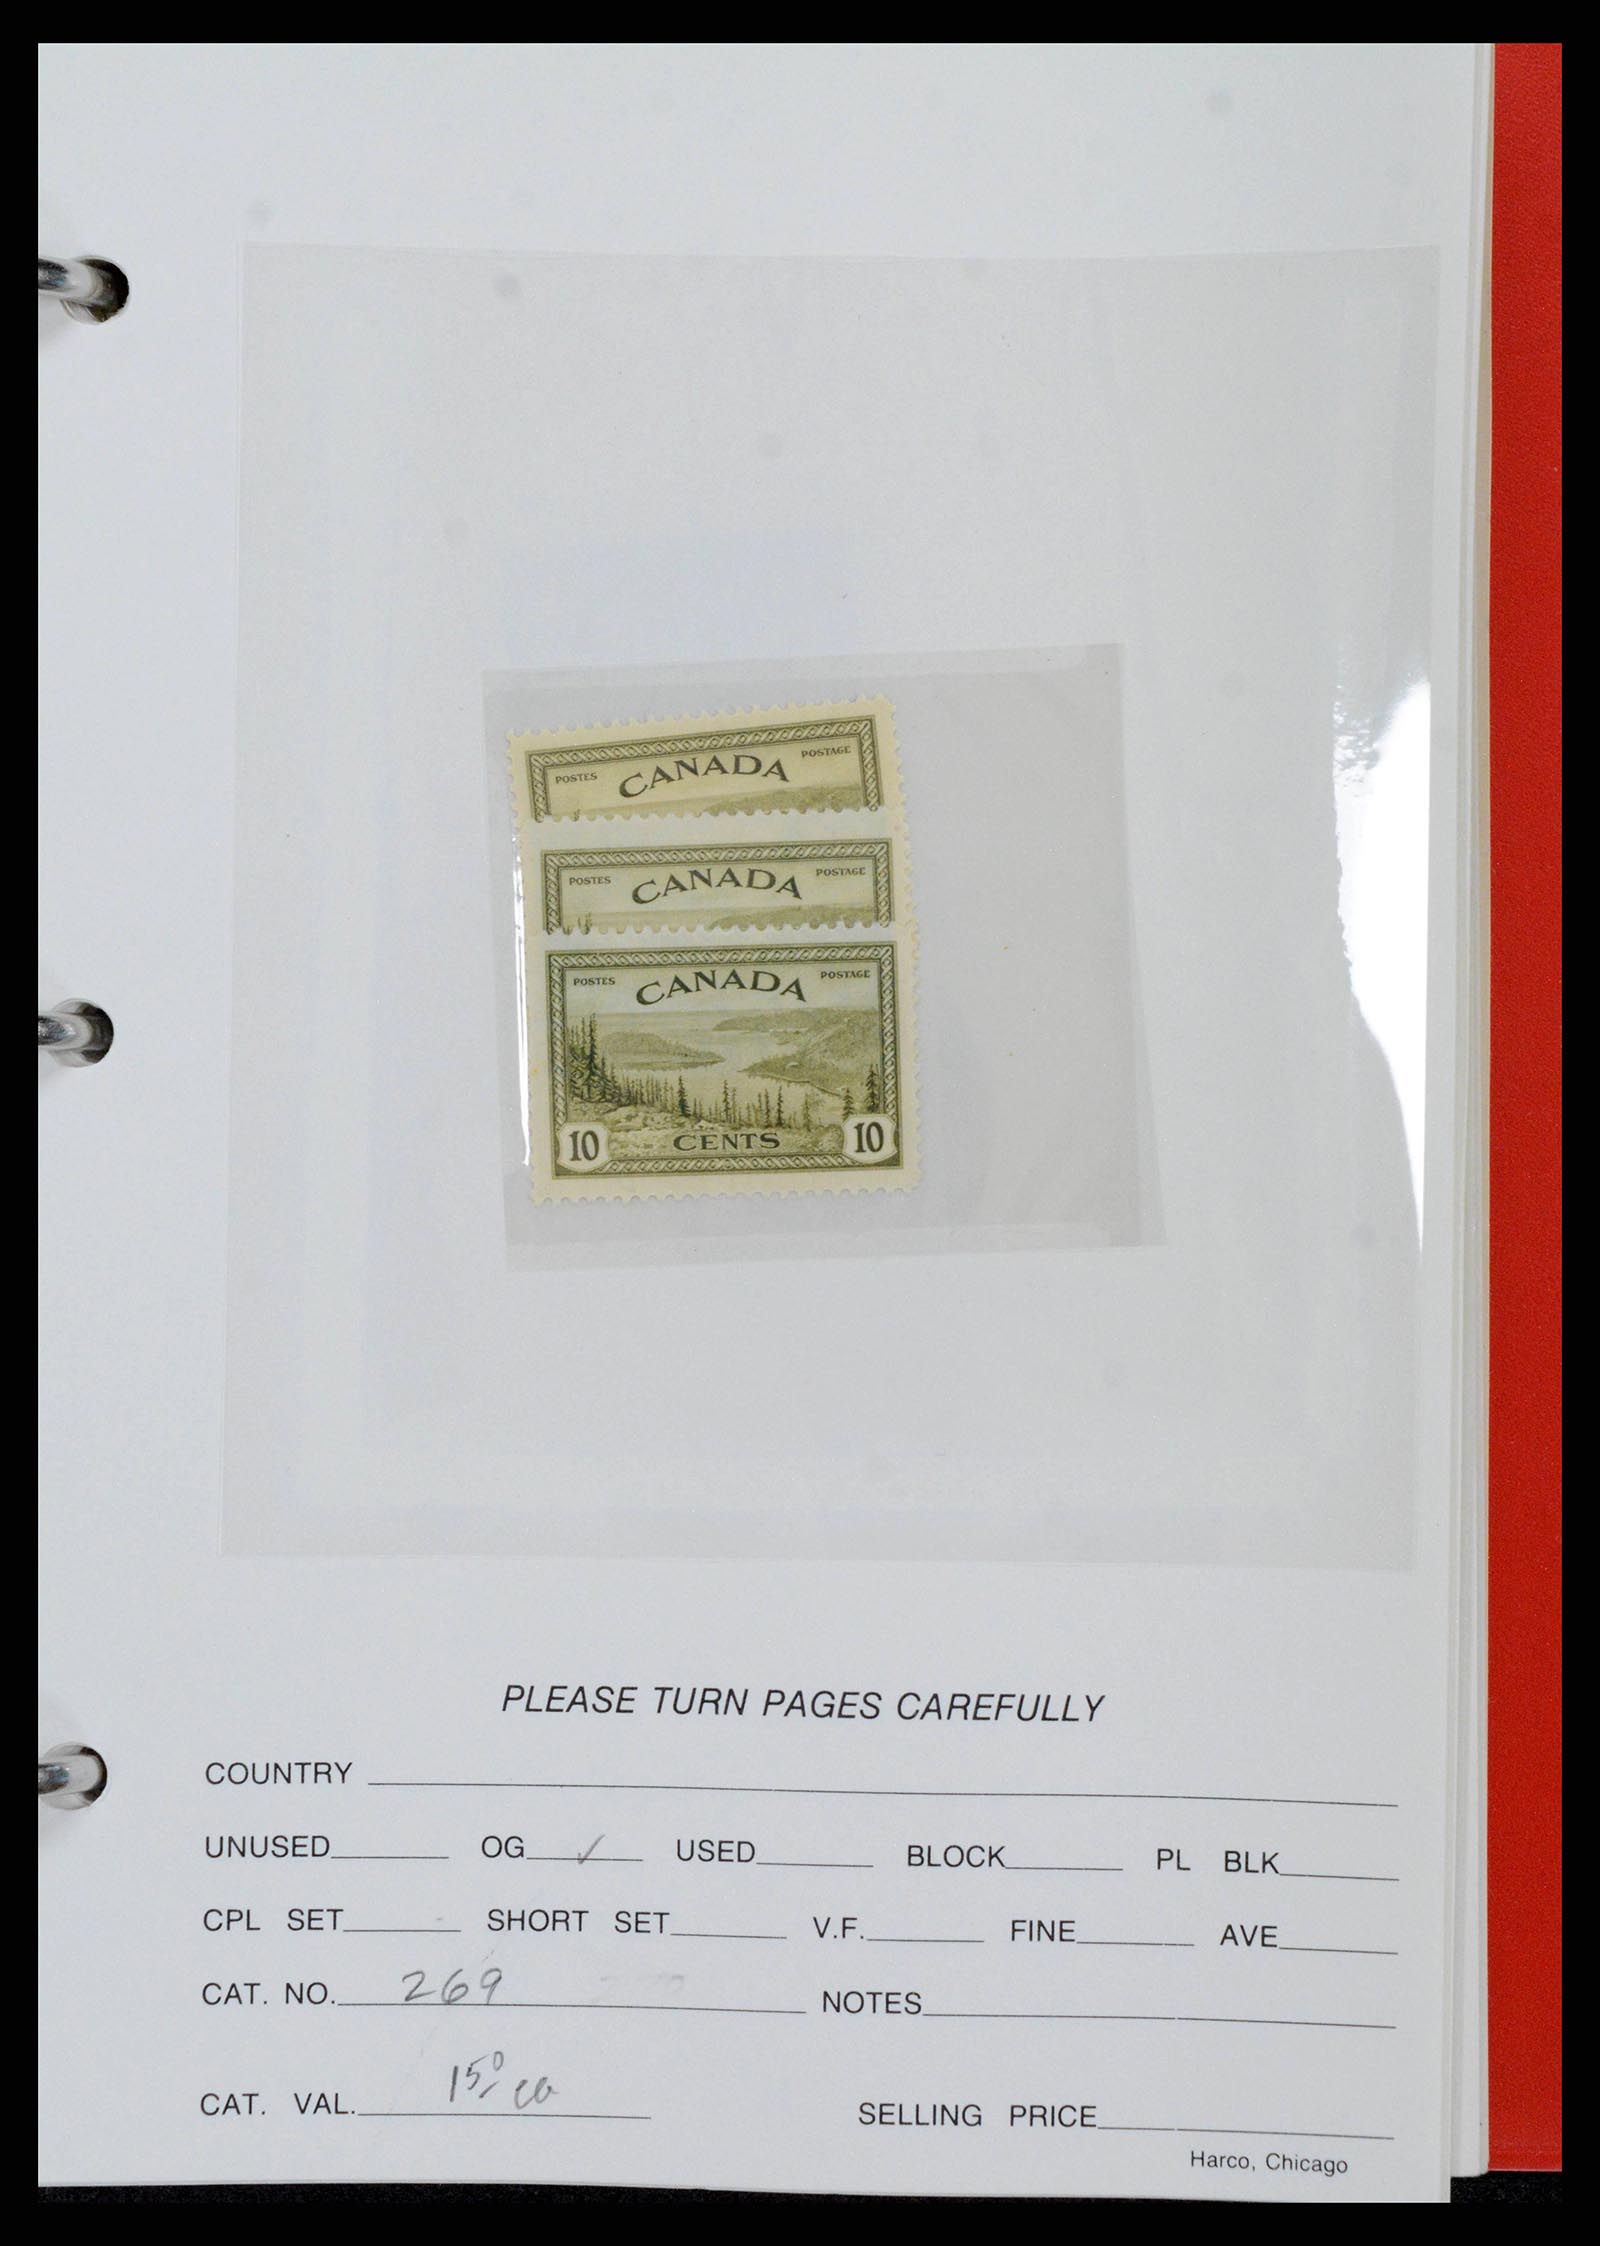 POSTES CANADA POSTAGE
POSTES CANADA POSTAGE
POSTES CANADA POSTAGE
10 CENTS 10
PLEASE TURN PAGES CAREFULLY
COUNTRY
UNUSED OG ✓ USED BLOCK PL BLK
CPL SET SHORT SET V.F. FINE AVE
CAT. NO. 269 NOTES
CAT. VAL. 15⁰ ea SELLING PRICE
Harco, Chicago